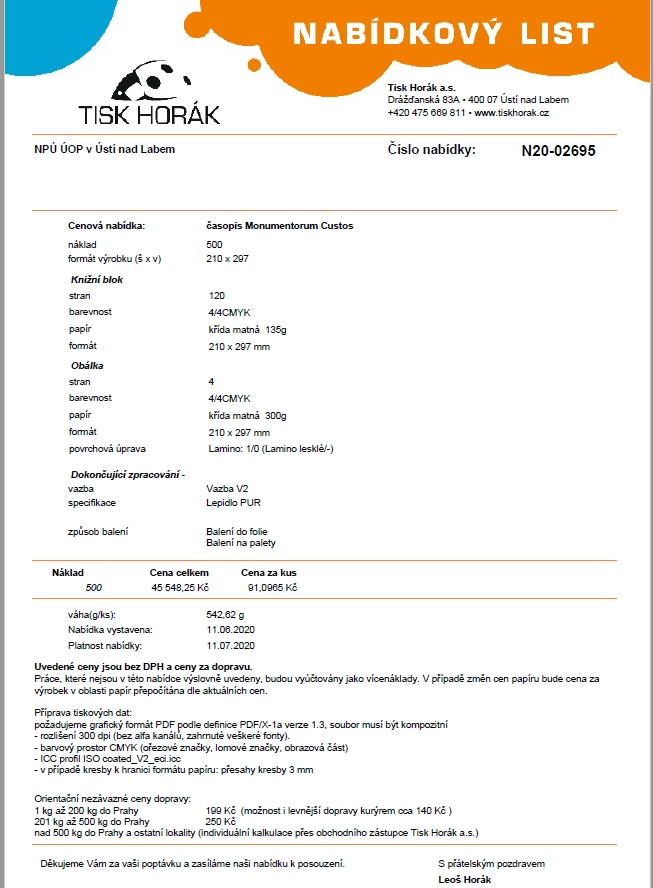 NABÍDKOVÝ LIST
TISK HORÁK
Tisk Horák a.s.
Drážďanská 83A • 400 07 Ústí nad Labem
+420 475 669 811 • www.tiskhorak.cz
NPÚ ÚOP v Ústí nad Labem
Číslo nabídky: N20-02695
Cenová nabídka: časopis Monumentorum Custos
náklad 500
formát výrobku (š x v) 210 x 297
Knižní blok
stran 120
barevnost 4/4CMYK
papír křída matná 135g
formát 210 x 297 mm
Obálka
stran 4
barevnost 4/4CMYK
papír křída matná 300g
formát 210 x 297 mm
povrchová úprava Lamino: 1/0 (Lamino lesklé/-)
Dokončující zpracování -
vazba Vazba V2
specifikace Lepidlo PUR
způsob balení Balení do folie
Balení na palety
Náklad Cena celkem Cena za kus
500 45 548,25 Kč 91,0965 Kč
váha(g/ks): 542,62 g
Nabídka vystavena: 11.06.2020
Platnost nabídky: 11.07.2020
Uvedené ceny jsou bez DPH a ceny za dopravu.
Práce, které nejsou v této nabídce výslovně uvedeny, budou vyúčtovány jako vícenáklady. V případě změn cen papíru bude cena za
výrobek v oblasti papír přepočítána dle aktuálních cen.
Příprava tiskových dat:
požadujeme grafický formát PDF podle definice PDF/X-1a verze 1.3, soubor musí být kompozitní
- rozlišení 300 dpi (bez alfa kanálů, zahrnuté veškeré fonty).
- barvový prostor CMYK (ořezové značky, lomové značky, obrazová část)
- ICC profil ISO coated_V2_eci.icc
- v případě kresby k hranici formátu papíru: přesahy kresby 3 mm
Orientační nezávazné ceny dopravy:
1 kg až 200 kg do Prahy 199 Kč (možnost i levnější dopravy kurýrem cca 140 Kč )
201 kg až 500 kg do Prahy 250 Kč
nad 500 kg do Prahy a ostatní lokality (individuální kalkulace přes obchodního zástupce Tisk Horák a.s.)
Děkujeme Vám za vaši poptávku a zasíláme naši nabídku k posouzení.
S přátelským pozdravem
Leoš Horák